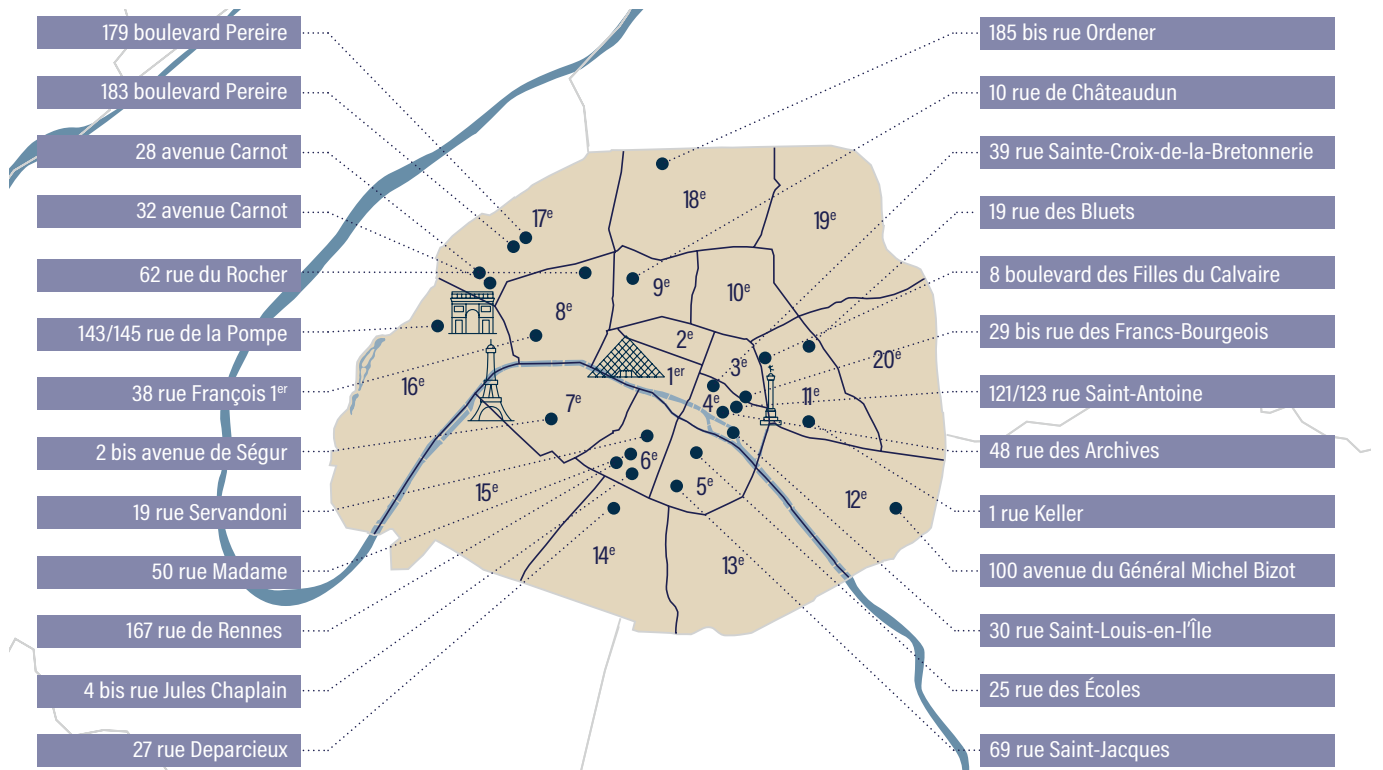 179 boulevard Pereire
183 boulevard Pereire
28 avenue Carnot
32 avenue Carnot
62 rue du Rocher
143/145 rue de la Pompe
38 rue François 1er
2 bis avenue de Ségur
19 rue Servandoni
50 rue Madame
167 rue de Rennes
4 bis rue Jules Chaplain
27 rue Deparcieux
18e
17e
19e
9e
10e
8e
2e
3e
20e
1er
16e
11e
4e
7e
6e
5e
15e
12e
14e
13e
185 bis rue Ordener
10 rue de Châteaudun
39 rue Sainte-Croix-de-la-Bretonnerie
19 rue des Bluets
8 boulevard des Filles du Calvaire
29 bis rue des Francs-Bourgeois
121/123 rue Saint-Antoine
48 rue des Archives
1 rue Keller
100 avenue du Général Michel Bizot
30 rue Saint-Louis-en-l'Île
25 rue des Écoles
69 rue Saint-Jacques